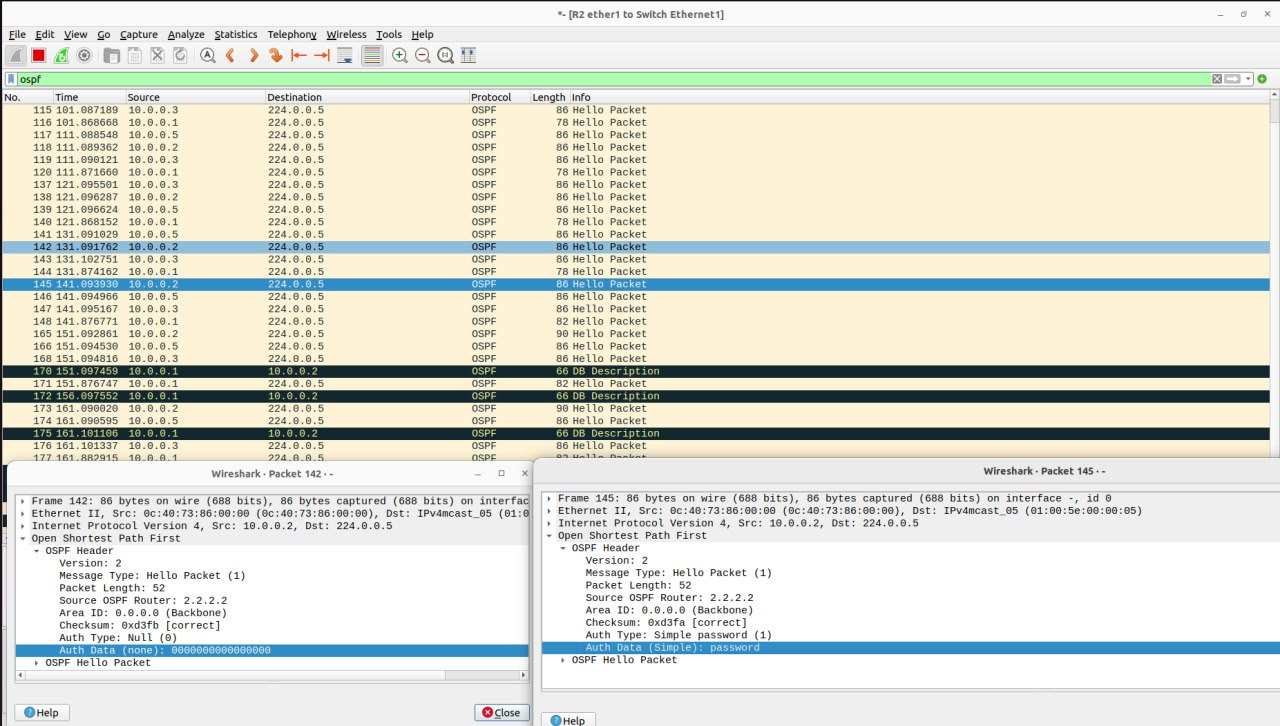 *- [R2 ether1 to Switch Ethernet1]
File Edit View Go Capture Analyze Statistics Telephony Wireless Tools Help
ospf
No. Time Source Destination Protocol Length Info
115 101.087189 10.0.0.3 224.0.0.5 OSPF 86 Hello Packet
116 101.868668 10.0.0.1 224.0.0.5 OSPF 78 Hello Packet
117 111.088548 10.0.0.5 224.0.0.5 OSPF 86 Hello Packet
118 111.089362 10.0.0.2 224.0.0.5 OSPF 86 Hello Packet
119 111.090121 10.0.0.3 224.0.0.5 OSPF 86 Hello Packet
120 111.871660 10.0.0.1 224.0.0.5 OSPF 78 Hello Packet
137 121.095501 10.0.0.3 224.0.0.5 OSPF 86 Hello Packet
138 121.096287 10.0.0.2 224.0.0.5 OSPF 86 Hello Packet
139 121.096624 10.0.0.5 224.0.0.5 OSPF 86 Hello Packet
140 121.868152 10.0.0.1 224.0.0.5 OSPF 78 Hello Packet
141 131.091029 10.0.0.5 224.0.0.5 OSPF 86 Hello Packet
142 131.091762 10.0.0.2 224.0.0.5 OSPF 86 Hello Packet
143 131.102751 10.0.0.3 224.0.0.5 OSPF 86 Hello Packet
144 131.874162 10.0.0.1 224.0.0.5 OSPF 78 Hello Packet
145 141.093930 10.0.0.2 224.0.0.5 OSPF 86 Hello Packet
146 141.094966 10.0.0.5 224.0.0.5 OSPF 86 Hello Packet
147 141.095167 10.0.0.3 224.0.0.5 OSPF 86 Hello Packet
148 141.876771 10.0.0.1 224.0.0.5 OSPF 82 Hello Packet
165 151.092861 10.0.0.2 224.0.0.5 OSPF 90 Hello Packet
166 151.094530 10.0.0.5 224.0.0.5 OSPF 86 Hello Packet
168 151.094816 10.0.0.3 224.0.0.5 OSPF 86 Hello Packet
170 151.097459 10.0.0.1 10.0.0.2 OSPF 66 DB Description
171 151.876747 10.0.0.1 224.0.0.5 OSPF 82 Hello Packet
172 156.097552 10.0.0.1 10.0.0.2 OSPF 66 DB Description
173 161.090020 10.0.0.2 224.0.0.5 OSPF 90 Hello Packet
174 161.090595 10.0.0.5 224.0.0.5 OSPF 86 Hello Packet
175 161.101106 10.0.0.1 10.0.0.2 OSPF 66 DB Description
176 161.101337 10.0.0.3 224.0.0.5 OSPF 86 Hello Packet
177 161.882915 10.0.0.1 224.0.0.5 OSPF 82 Hello Packet
Wireshark · Packet 142 · -
Frame 142: 86 bytes on wire (688 bits), 86 bytes captured (688 bits) on interfac
Ethernet II, Src: 0c:40:73:86:00:00 (0c:40:73:86:00:00), Dst: IPv4mcast_05 (01:0
Internet Protocol Version 4, Src: 10.0.0.2, Dst: 224.0.0.5
Open Shortest Path First
OSPF Header
Version: 2
Message Type: Hello Packet (1)
Packet Length: 52
Source OSPF Router: 2.2.2.2
Area ID: 0.0.0.0 (Backbone)
Checksum: 0xd3fb [correct]
Auth Type: Null (0)
Auth Data (none): 0000000000000000
OSPF Hello Packet
Help Close
Wireshark · Packet 145 · -
Frame 145: 86 bytes on wire (688 bits), 86 bytes captured (688 bits) on interface -, id 0
Ethernet II, Src: 0c:40:73:86:00:00 (0c:40:73:86:00:00), Dst: IPv4mcast_05 (01:00:5e:00:00:05)
Internet Protocol Version 4, Src: 10.0.0.2, Dst: 224.0.0.5
Open Shortest Path First
OSPF Header
Version: 2
Message Type: Hello Packet (1)
Packet Length: 52
Source OSPF Router: 2.2.2.2
Area ID: 0.0.0.0 (Backbone)
Checksum: 0xd3fa [correct]
Auth Type: Simple password (1)
Auth Data (Simple): password
OSPF Hello Packet
Help